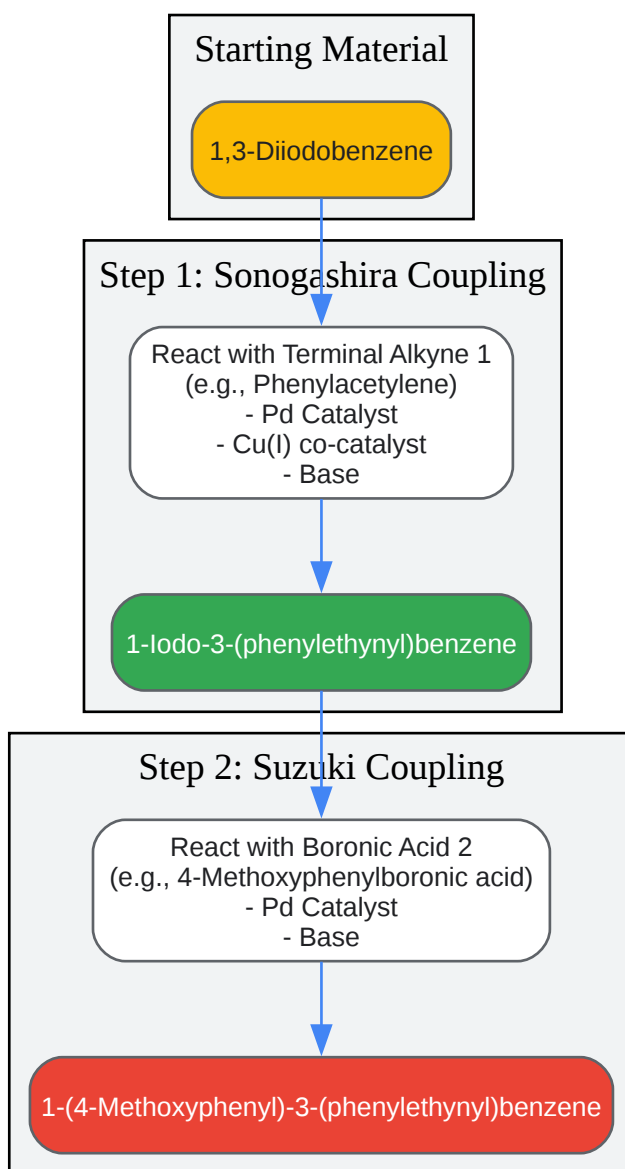 Starting Material
1,3-Diiodobenzene
Step 1: Sonogashira Coupling
React with Terminal Alkyne 1
(e.g., Phenylacetylene)
- Pd Catalyst
- Cu(I) co-catalyst
- Base
1-Iodo-3-(phenylethynyl)benzene
Step 2: Suzuki Coupling
React with Boronic Acid 2
(e.g., 4-Methoxyphenylboronic acid)
- Pd Catalyst
- Base
1-(4-Methoxyphenyl)-3-(phenylethynyl)benzene